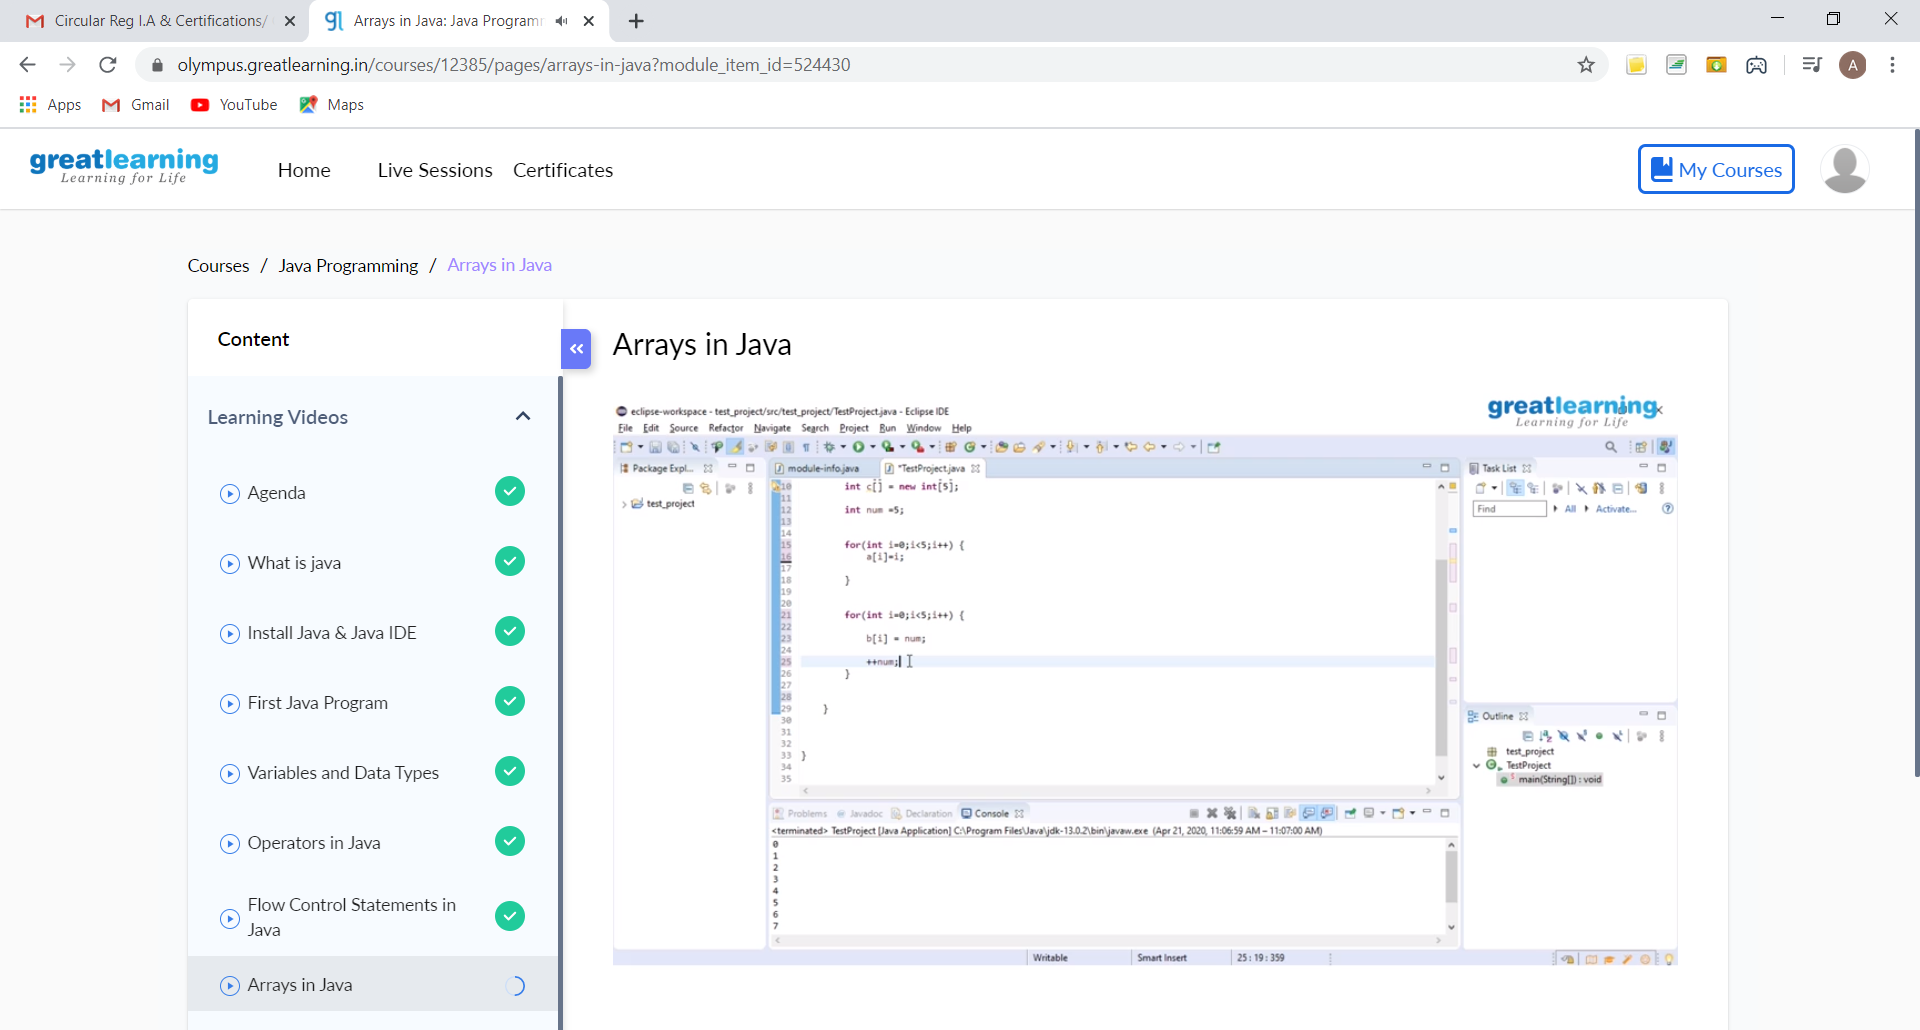 Circular Reg I.A & Certifications/
Arrays in Java: Java Programm
olympus.greatlearning.in/courses/12385/pages/arrays-in-java?module_item_id=524430
A
Apps
Gmail
YouTube
Maps
greatlearning
Learning for Life
Home
Live Sessions
Certificates
My Courses
Courses / Java Programming / Arrays in Java
Content
Arrays in Java
Learning Videos
Agenda
What is java
Install Java & Java IDE
First Java Program
Variables and Data Types
Operators in Java
Flow Control Statements in
Java
Arrays in Java
eclipse-workspace - test_project/src/test_project/TestProject.java - Eclipse IDE
greatlearning
Learning for Life
File Edit Source Refactor Navigate Search Project Run Window Help
Package Expl...
module-info.java
*TestProject.java
Task List
test_project
Find
All
Activate...
10 int c[] = new int[5];
11
12 int num =5;
13
14
15 for(int i=0;i<5;i++) {
16 a[i]=i;
17
18 }
19
20
21 for(int i=0;i<5;i++) {
22
23 b[i] = num;
24
25 ++num;
26 }
27
28
29 }
30
31
32
33 }
34
35
Outline
test_project
TestProject
main(String[]) : void
Problems
Javadoc
Declaration
Console
<terminated> TestProject [Java Application] C:\Program Files\Java\jdk-13.0.2\bin\javaw.exe (Apr 21, 2020, 11:06:59 AM – 11:07:00 AM)
0
1
2
3
4
5
6
7
Writable
Smart Insert
25 : 19 : 359